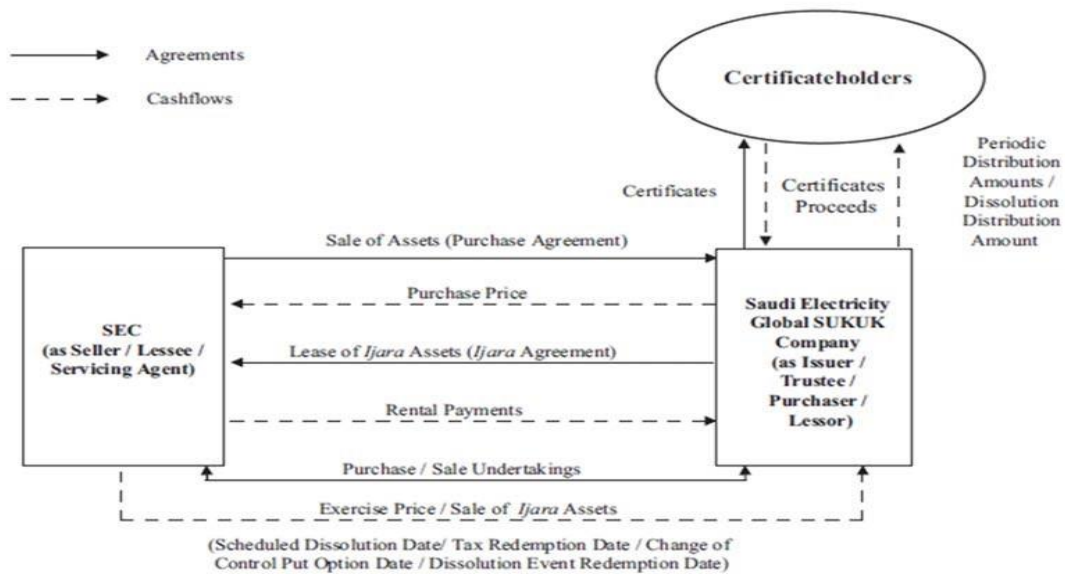 Agreements
Cashflows
Certificateholders
Certificates
Certificates
Proceeds
Periodic
Distribution
Amounts /
Dissolution
Distribution
Amount
Sale of Assets (Purchase Agreement)
Purchase Price
SEC
(as Seller / Lessee /
Servicing Agent)
Lease of Ijara Assets (Ijara Agreement)
Rental Payments
Saudi Electricity
Global SUKUK
Company
(as Issuer /
Trustee /
Purchaser /
Lessor)
Purchase / Sale Undertakings
Exercise Price / Sale of Ijara Assets
(Scheduled Dissolution Date/ Tax Redemption Date / Change of
Control Put Option Date / Dissolution Event Redemption Date)